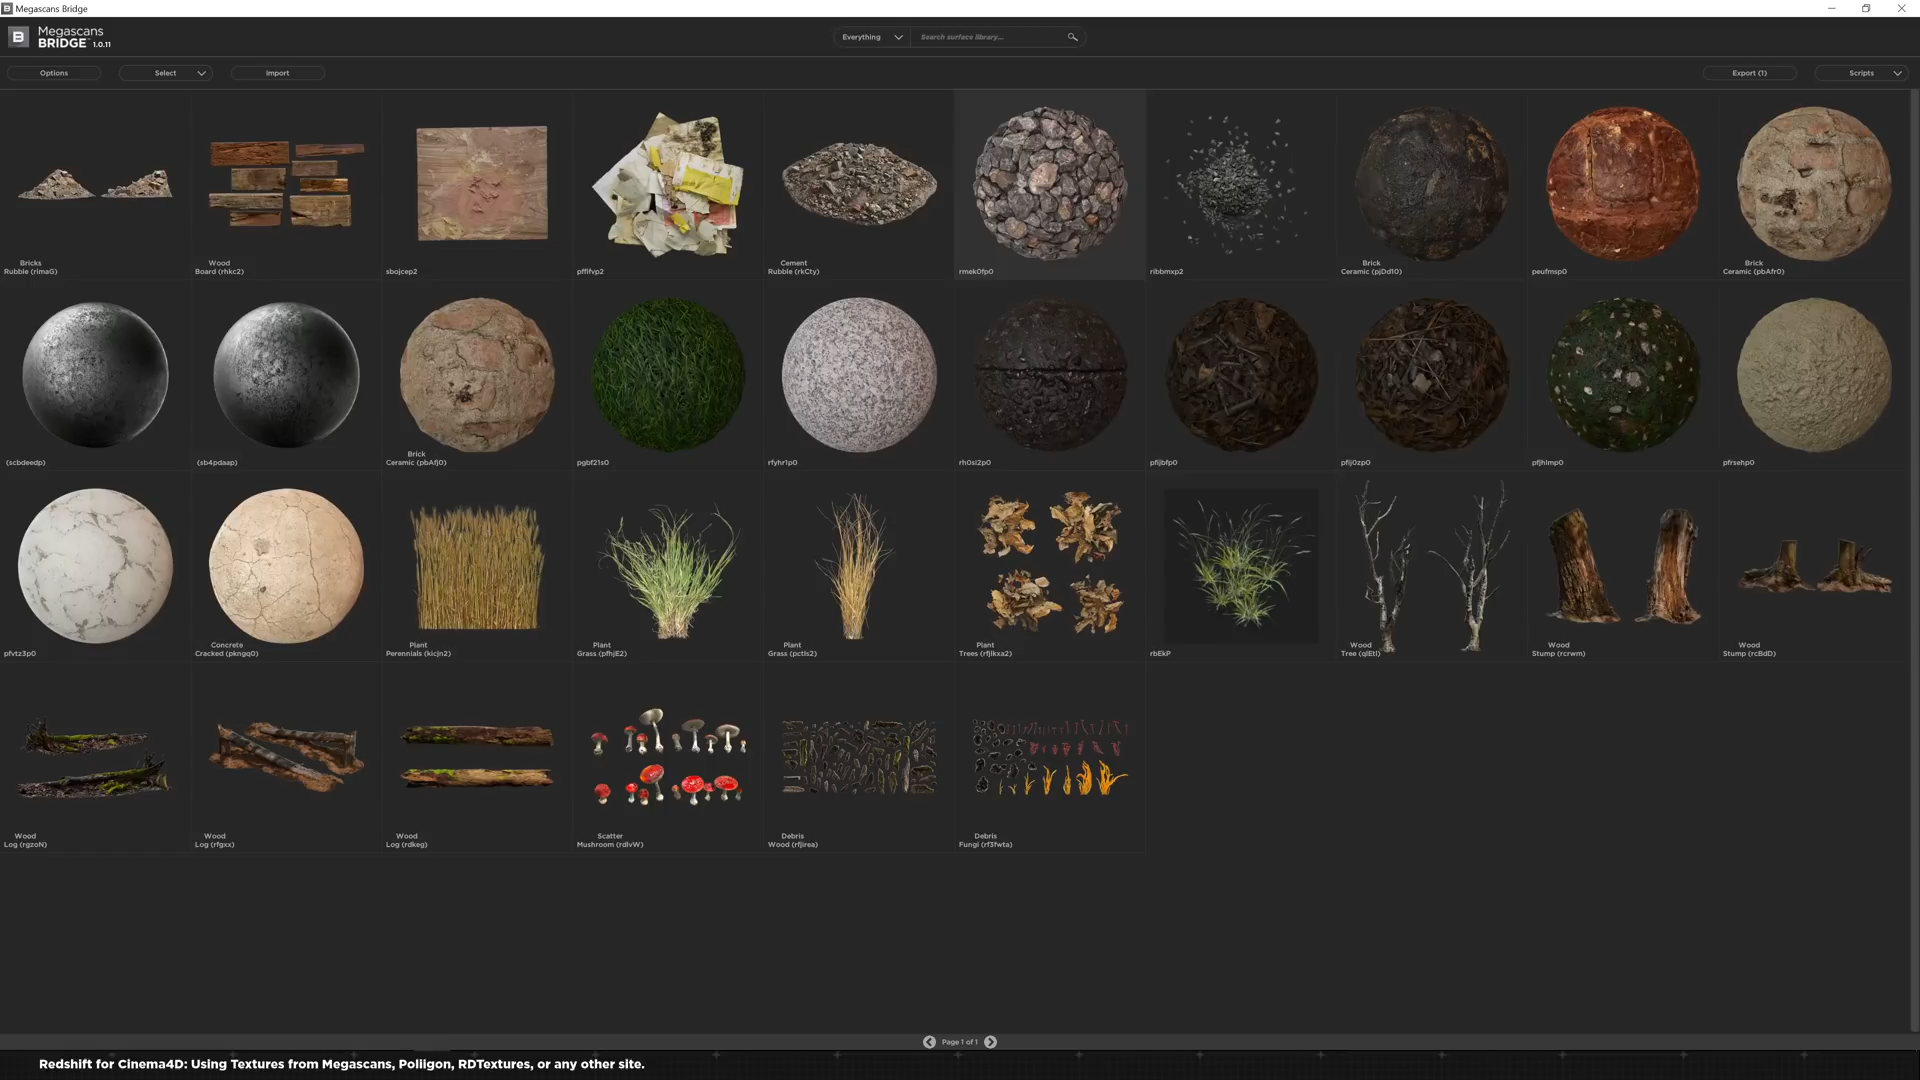 Megascans Bridge
B
Megascans
BRIDGE 1.0.11
Everything
Search surface library...
Options
Select
Import
Export (1)
Scripts
Bricks
Rubble (rimaG)
Wood
Board (rhkc2)
sbojcep2
pffifvp2
Cement
Rubble (rkCty)
rmek0fp0
ribbmxp2
Brick
Ceramic (pjDd10)
peufmsp0
Brick
Ceramic (pbAfr0)
(scbdeedp)
(sb4pdaap)
Brick
Ceramic (pbAfj0)
pgbf21s0
rfyhr1p0
rh0si2p0
pfijbfp0
pfij0zp0
pfjhlmp0
pfrsehp0
pfvtz3p0
Concrete
Cracked (pkngq0)
Plant
Perennials (kicjn2)
Plant
Grass (pfhjE2)
Plant
Grass (pctls2)
Plant
Trees (rfjlkxa2)
rbEkP
Wood
Tree (qlEtl)
Wood
Stump (rcrwm)
Wood
Stump (rcBdD)
Wood
Log (rgzoN)
Wood
Log (rfgxx)
Wood
Log (rdkeg)
Scatter
Mushroom (rdlvW)
Debris
Wood (rfjirea)
Debris
Fungi (rf3fwta)
Page 1 of 1
Redshift for Cinema4D: Using Textures from Megascans, Poliigon, RDTextures, or any other site.